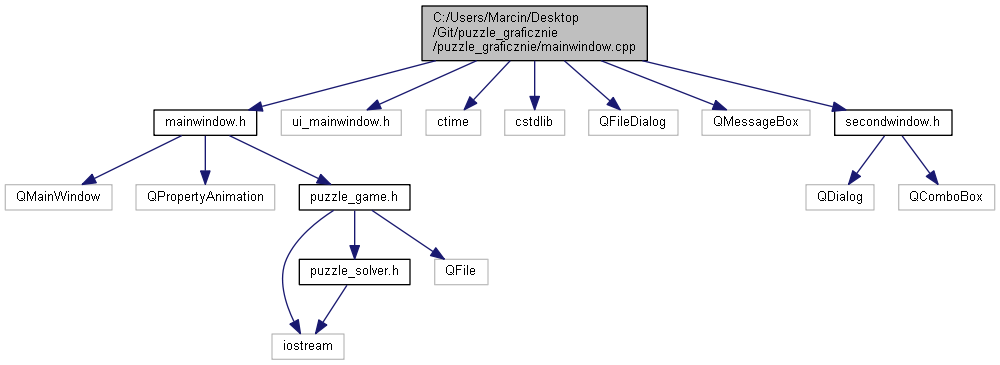 C:/Users/Marcin/Desktop
/Git/puzzle_graficznie
/puzzle_graficznie/mainwindow.cpp
mainwindow.h
ui_mainwindow.h
ctime
cstdlib
QFileDialog
QMessageBox
secondwindow.h
QMainWindow
QPropertyAnimation
puzzle_game.h
QDialog
QComboBox
puzzle_solver.h
QFile
iostream